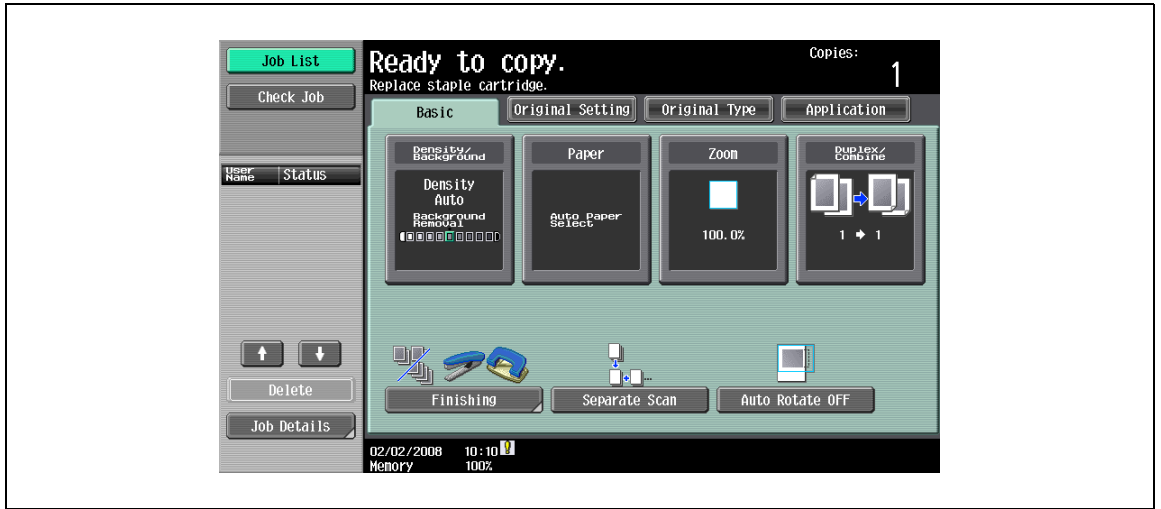 Job List
Check Job
User Name
Status
Delete
Job Details
Ready to copy.
Replace staple cartridge.
Copies:
1
Basic
Original Setting
Original Type
Application
Density/
Background
Density
Auto
Background
Removal
Paper
Auto Paper
Select
Zoom
100.0%
Duplex/
Combine
1 → 1
Finishing
Separate Scan
Auto Rotate OFF
02/02/2008 10:10
Memory 100%